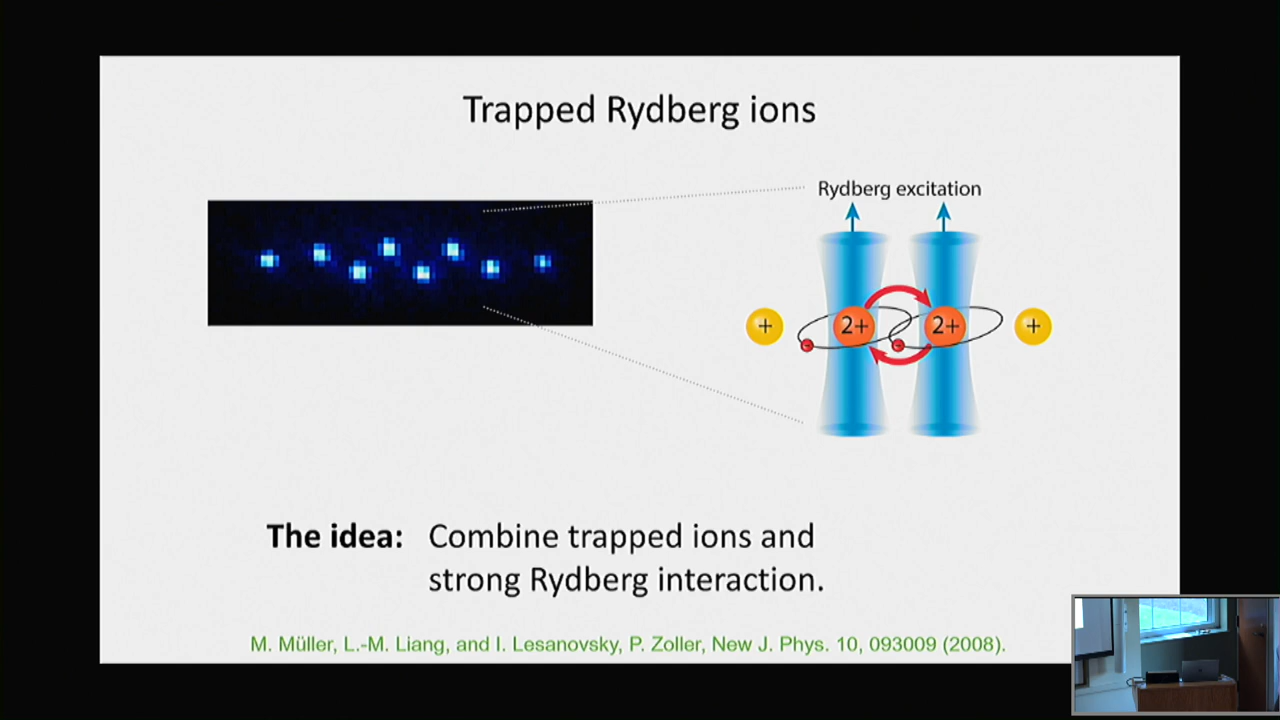 Trapped Rydberg ions
Rydberg excitation
+ 2+ 2+ +
- -
The idea: Combine trapped ions and
strong Rydberg interaction.
M. Müller, L.-M. Liang, and I. Lesanovsky, P. Zoller, New J. Phys. 10, 093009 (2008).